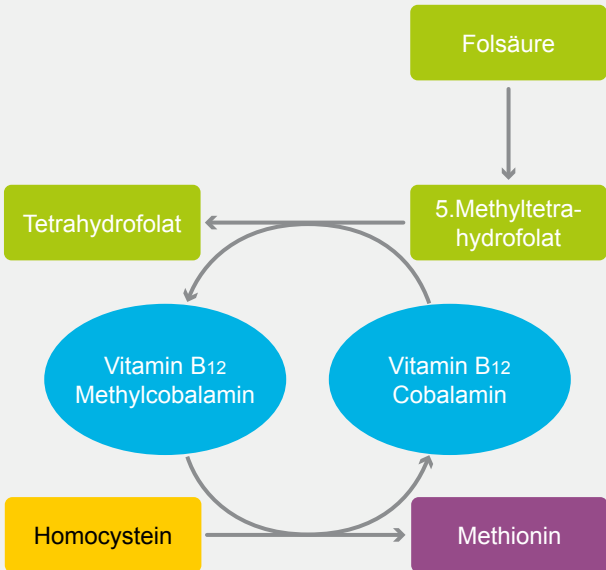 Folsäure
Tetrahydrofolat
5.Methyltetra-
hydrofolat
Vitamin B12
Methylcobalamin
Vitamin B12
Cobalamin
Homocystein
Methionin